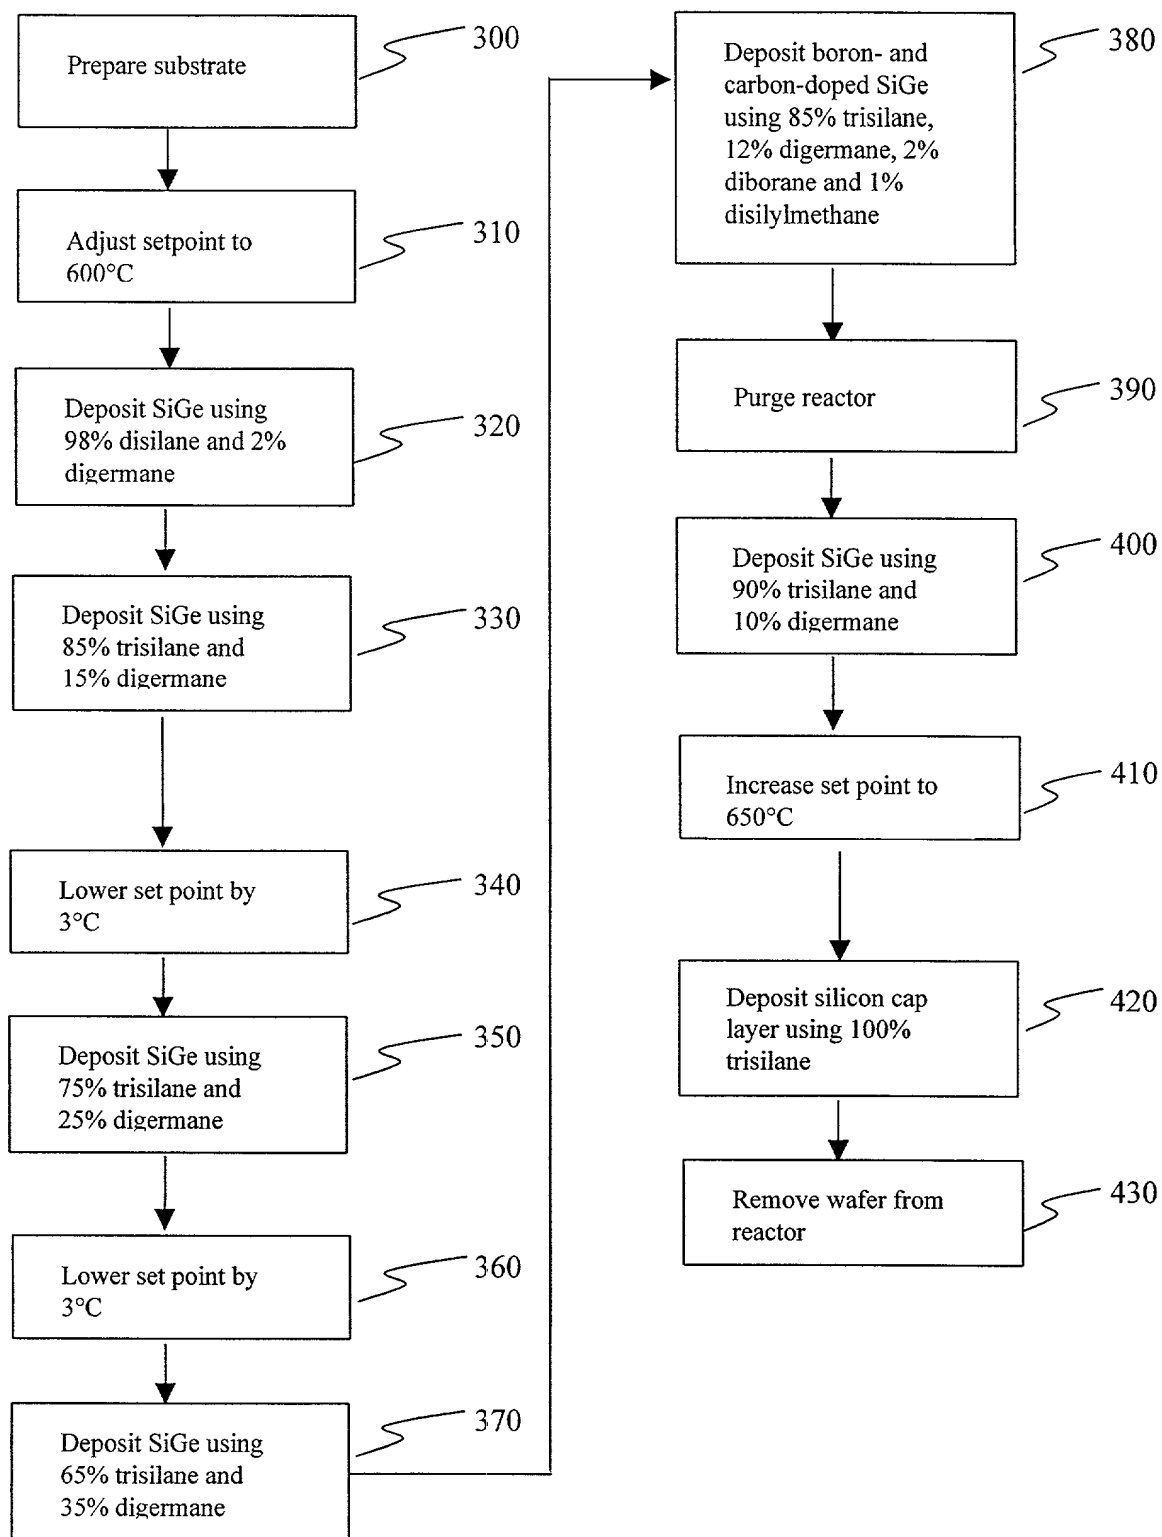 Prepare substrate
300
Adjust setpoint to
600°C
310
Deposit SiGe using
98% disilane and 2%
digermane
320
Deposit SiGe using
85% trisilane and
15% digermane
330
Lower set point by
3°C
340
Deposit SiGe using
75% trisilane and
25% digermane
350
Lower set point by
3°C
360
Deposit SiGe using
65% trisilane and
35% digermane
370
Deposit boron- and
carbon-doped SiGe
using 85% trisilane,
12% digermane, 2%
diborane and 1%
disilylmethane
380
Purge reactor
390
Deposit SiGe using
90% trisilane and
10% digermane
400
Increase set point to
650°C
410
Deposit silicon cap
layer using 100%
trisilane
420
Remove wafer from
reactor
430